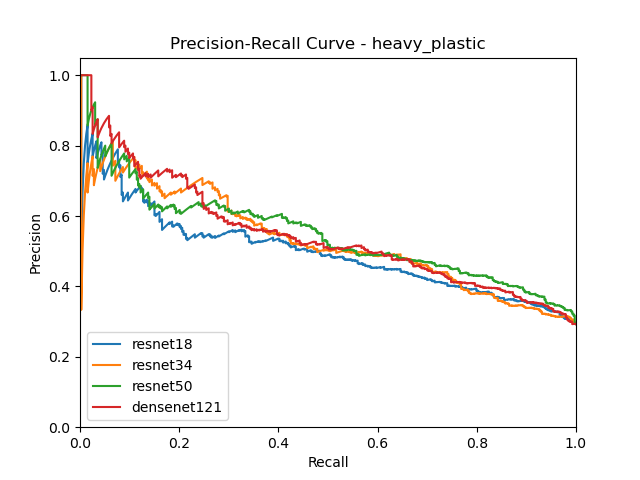 Precision-Recall Curve - heavy_plastic
1.0
0.8
0.6
0.4
0.2
0.0
Precision
resnet18
resnet34
resnet50
densenet121
0.0 0.2 0.4 0.6 0.8 1.0
Recall